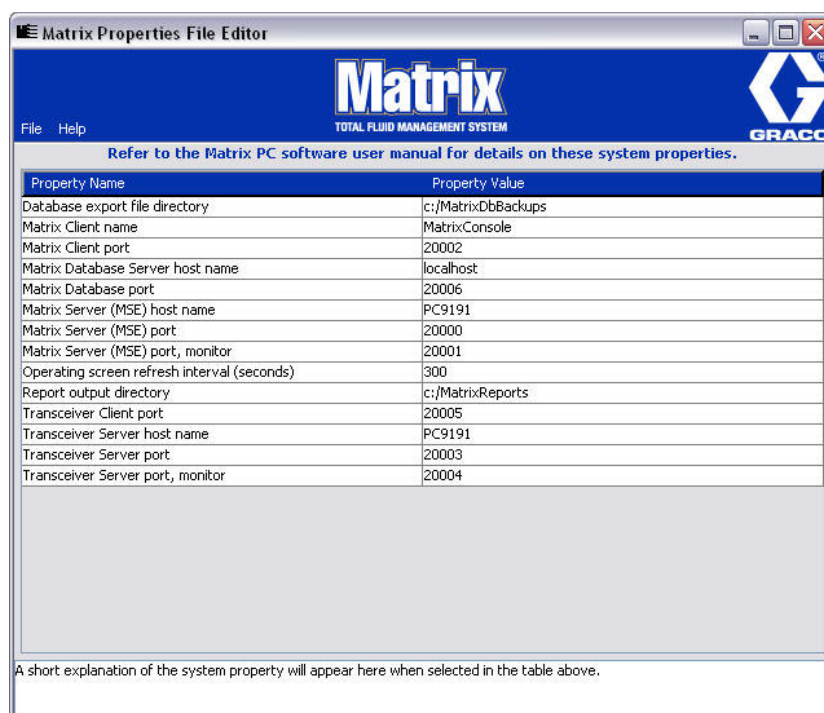 Matrix Properties File Editor
Matrix
TOTAL FLUID MANAGEMENT SYSTEM
File Help
GRACO
Refer to the Matrix PC software user manual for details on these system properties.
Property Name Property Value
Database export file directory c:/MatrixDbBackups
Matrix Client name MatrixConsole
Matrix Client port 20002
Matrix Database Server host name localhost
Matrix Database port 20006
Matrix Server (MSE) host name PC9191
Matrix Server (MSE) port 20000
Matrix Server (MSE) port, monitor 20001
Operating screen refresh interval (seconds) 300
Report output directory c:/MatrixReports
Transceiver Client port 20005
Transceiver Server host name PC9191
Transceiver Server port 20003
Transceiver Server port, monitor 20004
A short explanation of the system property will appear here when selected in the table above.